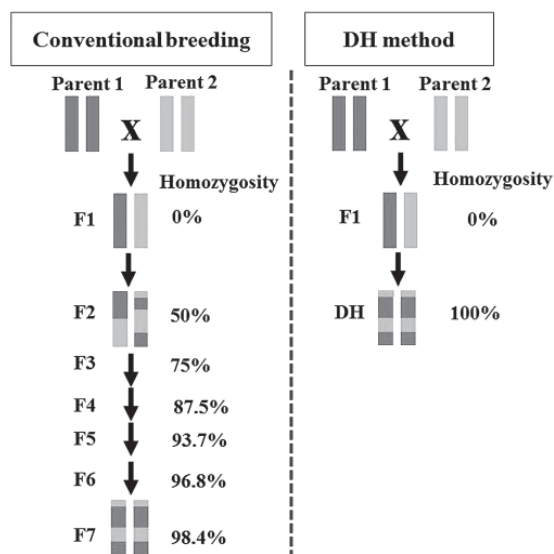 Conventional breeding
Parent 1 Parent 2
X
Homozygosity
F1 0%
F2 50%
F3 75%
F4 87.5%
F5 93.7%
F6 96.8%
F7 98.4%
DH method
Parent 1 Parent 2
X
Homozygosity
F1 0%
DH 100%